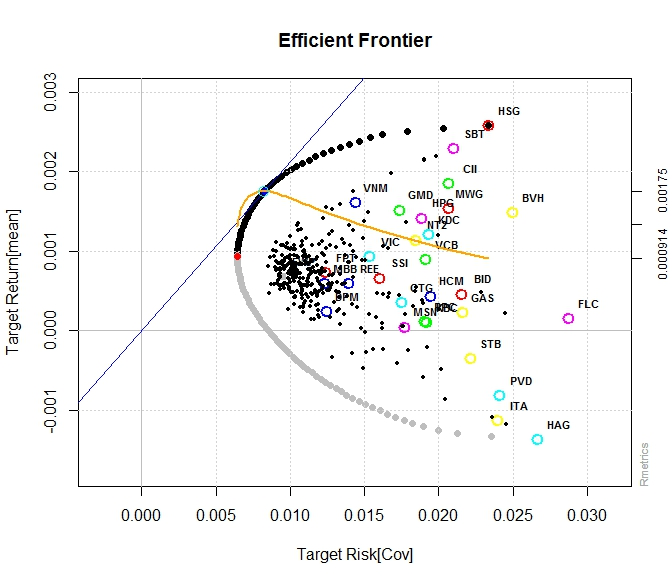 Efficient Frontier
Target Return[mean]
0.003
0.002
0.001
0.000
-0.001
0.00175
0.000914
HSG
SBT
CII
VNM
GMD
MWG
BVH
HPG
KDC
NT2
VIC
VCB
FPT
MBB
REE
SSI
DPM
CTG
HCM
BID
GAS
MSN
FLC
STB
PVD
ITA
HAG
0.000
0.005
0.010
0.015
0.020
0.025
0.030
Target Risk[Cov]
Rmetrics